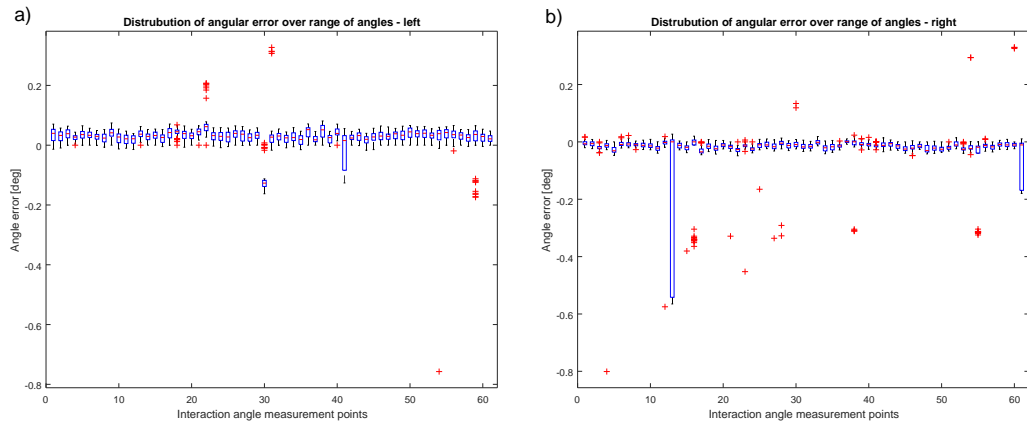 a)
Distrubution of angular error over range of angles - left
Angle error [deg]
0.2
0
-0.2
-0.4
-0.6
-0.8
0 10 20 30 40 50 60
Interaction angle measurement points
b)
Distrubution of angular error over range of angles - right
Angle error [deg]
0.2
0
-0.2
-0.4
-0.6
-0.8
0 10 20 30 40 50 60
Interaction angle measurement points